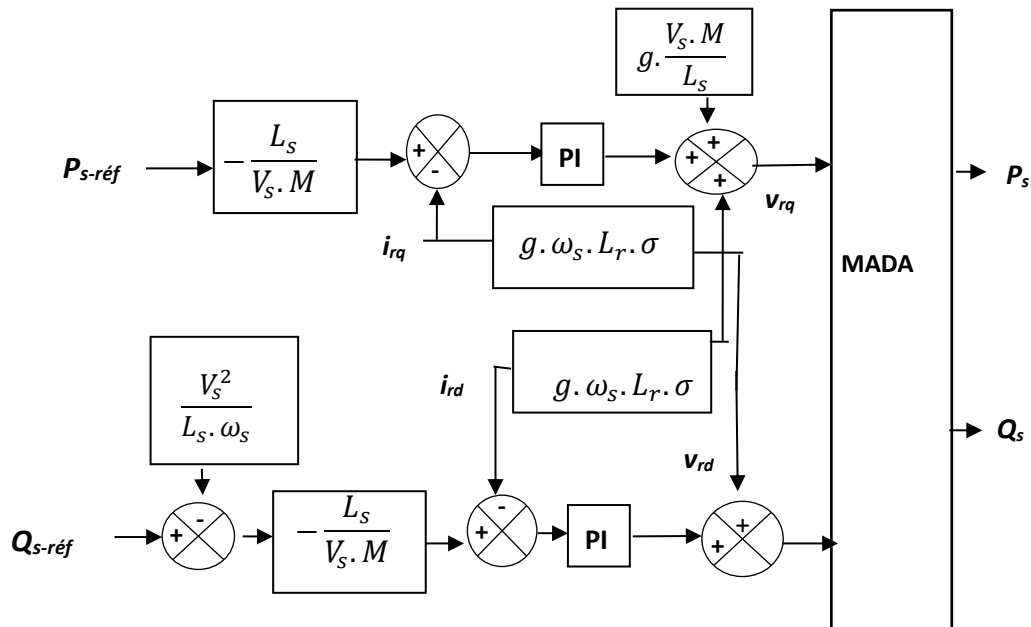 g. V_s.M / L_s
P_s-réf
− L_s / V_s.M
+
-
PI
+
+
+
v_rq
P_s
i_rq
g.ω_s.L_r.σ
MADA
V_s² / L_s.ω_s
i_rd
g.ω_s.L_r.σ
Q_s
v_rd
Q_s-réf
-
+
− L_s / V_s.M
-
+
PI
+
+